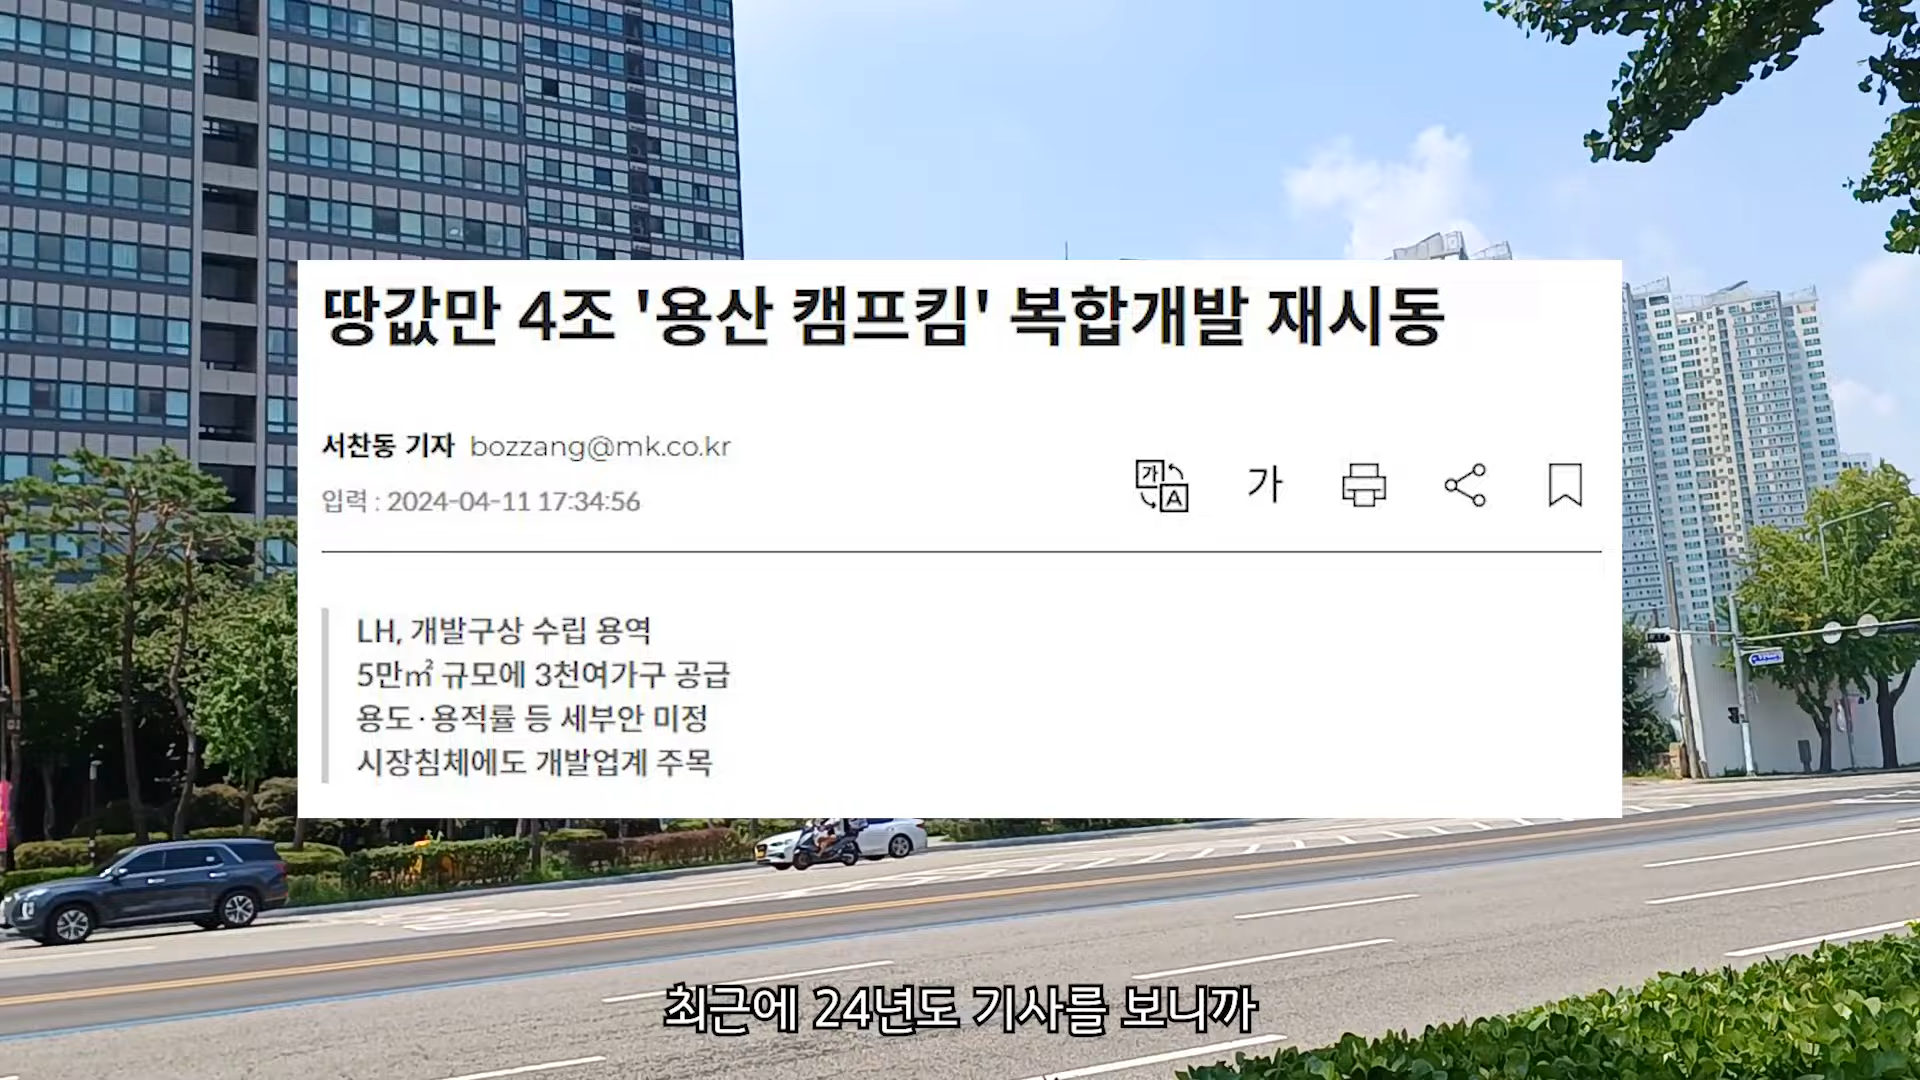 땅값만 4조 '용산 캠프킴' 복합개발 재시동
서찬동 기자 bozzang@mk.co.kr
입력 : 2024-04-11 17:34:56
가 A
가
LH, 개발구상 수립 용역
5만㎡ 규모에 3천여가구 공급
용도·용적률 등 세부안 미정
시장침체에도 개발업계 주목
최근에 24년도 기사를 보니까